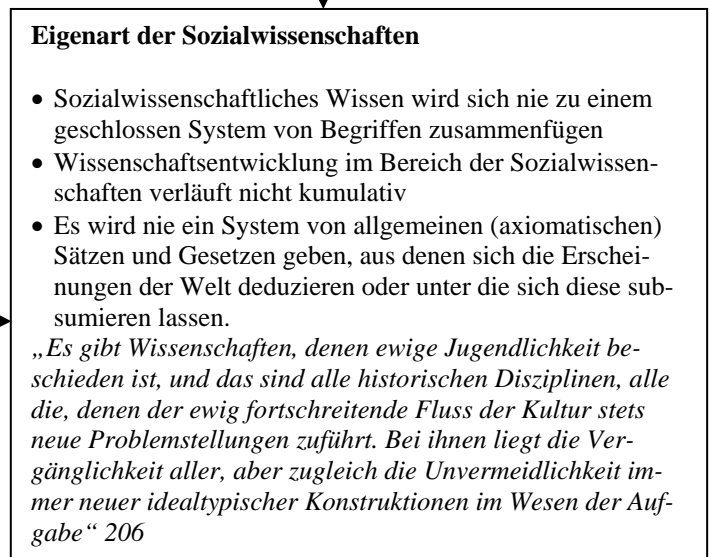 Eigenart der Sozialwissenschaften
• Sozialwissenschaftliches Wissen wird sich nie zu einem
geschlossen System von Begriffen zusammenfügen
• Wissenschaftsentwicklung im Bereich der Sozialwissen-
schaften verläuft nicht kumulativ
• Es wird nie ein System von allgemeinen (axiomatischen)
Sätzen und Gesetzen geben, aus denen sich die Erschei-
nungen der Welt deduzieren oder unter die sich diese sub-
sumieren lassen.
„Es gibt Wissenschaften, denen ewige Jugendlichkeit be-
schieden ist, und das sind alle historischen Disziplinen, alle
die, denen der ewig fortschreitende Fluss der Kultur stets
neue Problemstellungen zuführt. Bei ihnen liegt die Ver-
gänglichkeit aller, aber zugleich die Unvermeidlichkeit im-
mer neuer idealtypischer Konstruktionen im Wesen der Auf-
gabe“ 206